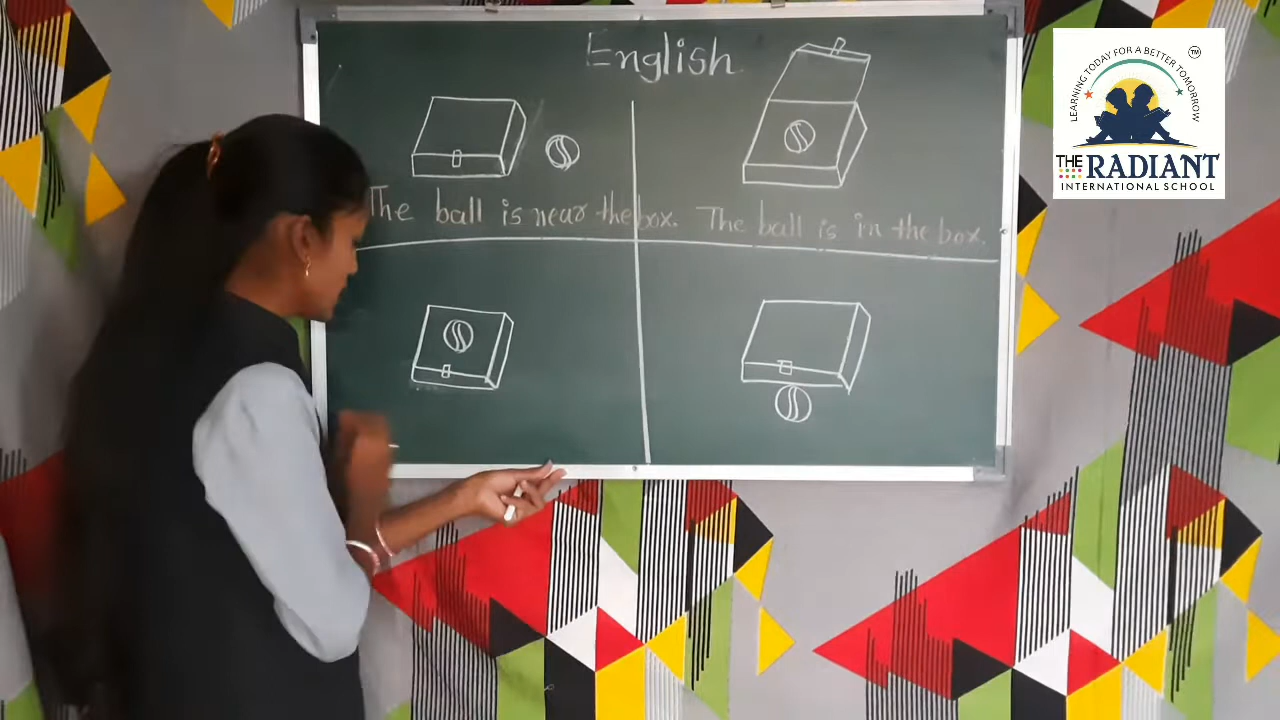 English
The ball is near the box.
The ball is in the box.
LEARNING TODAY FOR A BETTER TOMORROW
TM
THE RADIANT
INTERNATIONAL SCHOOL